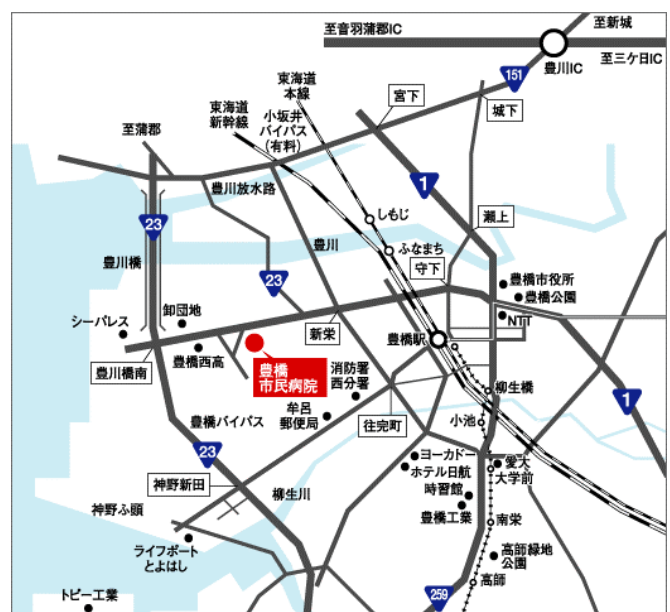 至新城
至音羽蒲郡IC
豊川IC
至三ケ日IC
151
東海道
本線
東海道
新幹線
小坂井
バイパス
(有料)
宮下
城下
至蒲郡
豊川放水路
1
しもじ
瀬上
23
豊川橋
豊川
ふなまち
守下
23
豊橋市役所
豊橋公園
卸団地
シーパレス
新栄
NTT
豊橋駅
豊橋西高
豊川橋南
豊橋
市民病院
消防署
西分署
柳生橋
1
牟呂
郵便局
豊橋バイパス
往完町
小池
23
ヨーカドー
ホテル日航
愛大
大学前
神野新田
時習館
柳生川
豊橋工業
神野ふ頭
南栄
ライフポート
とよはし
高師緑地
公園
高師
トピー工業
259